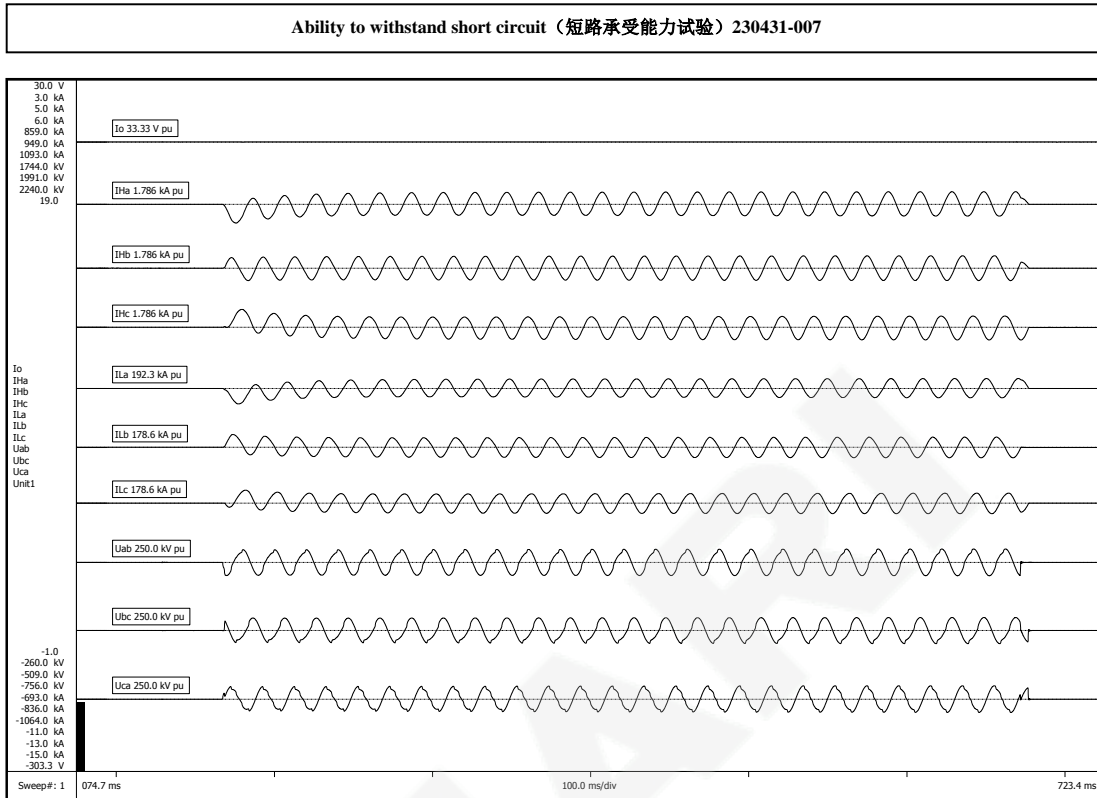 Ability to withstand short circuit（短路承受能力试验）230431-007
30.0 V
3.0 kA
5.0 kA
6.0 kA
859.0 kA
949.0 kA
1093.0 kA
1744.0 kV
1991.0 kV
2240.0 kV
19.0
Io 33.33 V pu
IHa 1.786 kA pu
IHb 1.786 kA pu
IHc 1.786 kA pu
ILa 192.3 kA pu
ILb 178.6 kA pu
ILc 178.6 kA pu
Uab 250.0 kV pu
Ubc 250.0 kV pu
Uca 250.0 kV pu
Io
IHa
IHb
IHc
ILa
ILb
ILc
Uab
Ubc
Uca
Unit1
-1.0
-260.0 kV
-509.0 kV
-756.0 kV
-693.0 kA
-836.0 kA
-1064.0 kA
-11.0 kA
-13.0 kA
-15.0 kA
-303.3 V
Sweep#: 1
074.7 ms
100.0 ms/div
723.4 ms